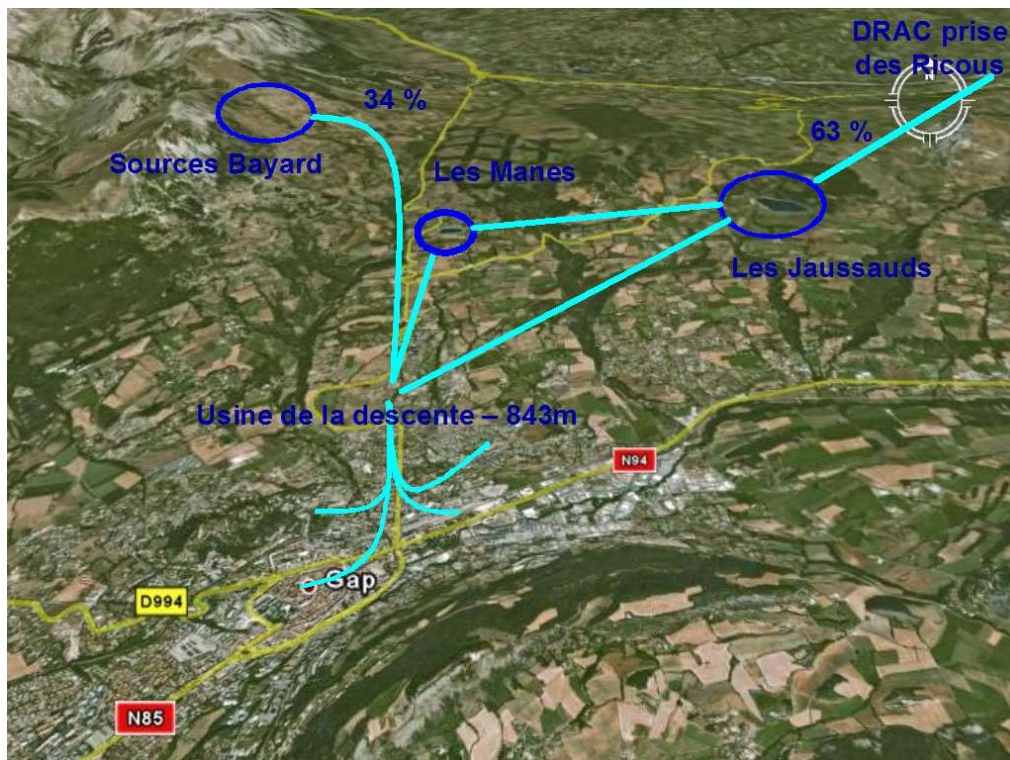 DRAC prise
des Ricous
N
34 %
63 %
Sources Bayard
Les Manes
Les Jaussauds
Usine de la descente – 843m
N94
Gap
D994
N85